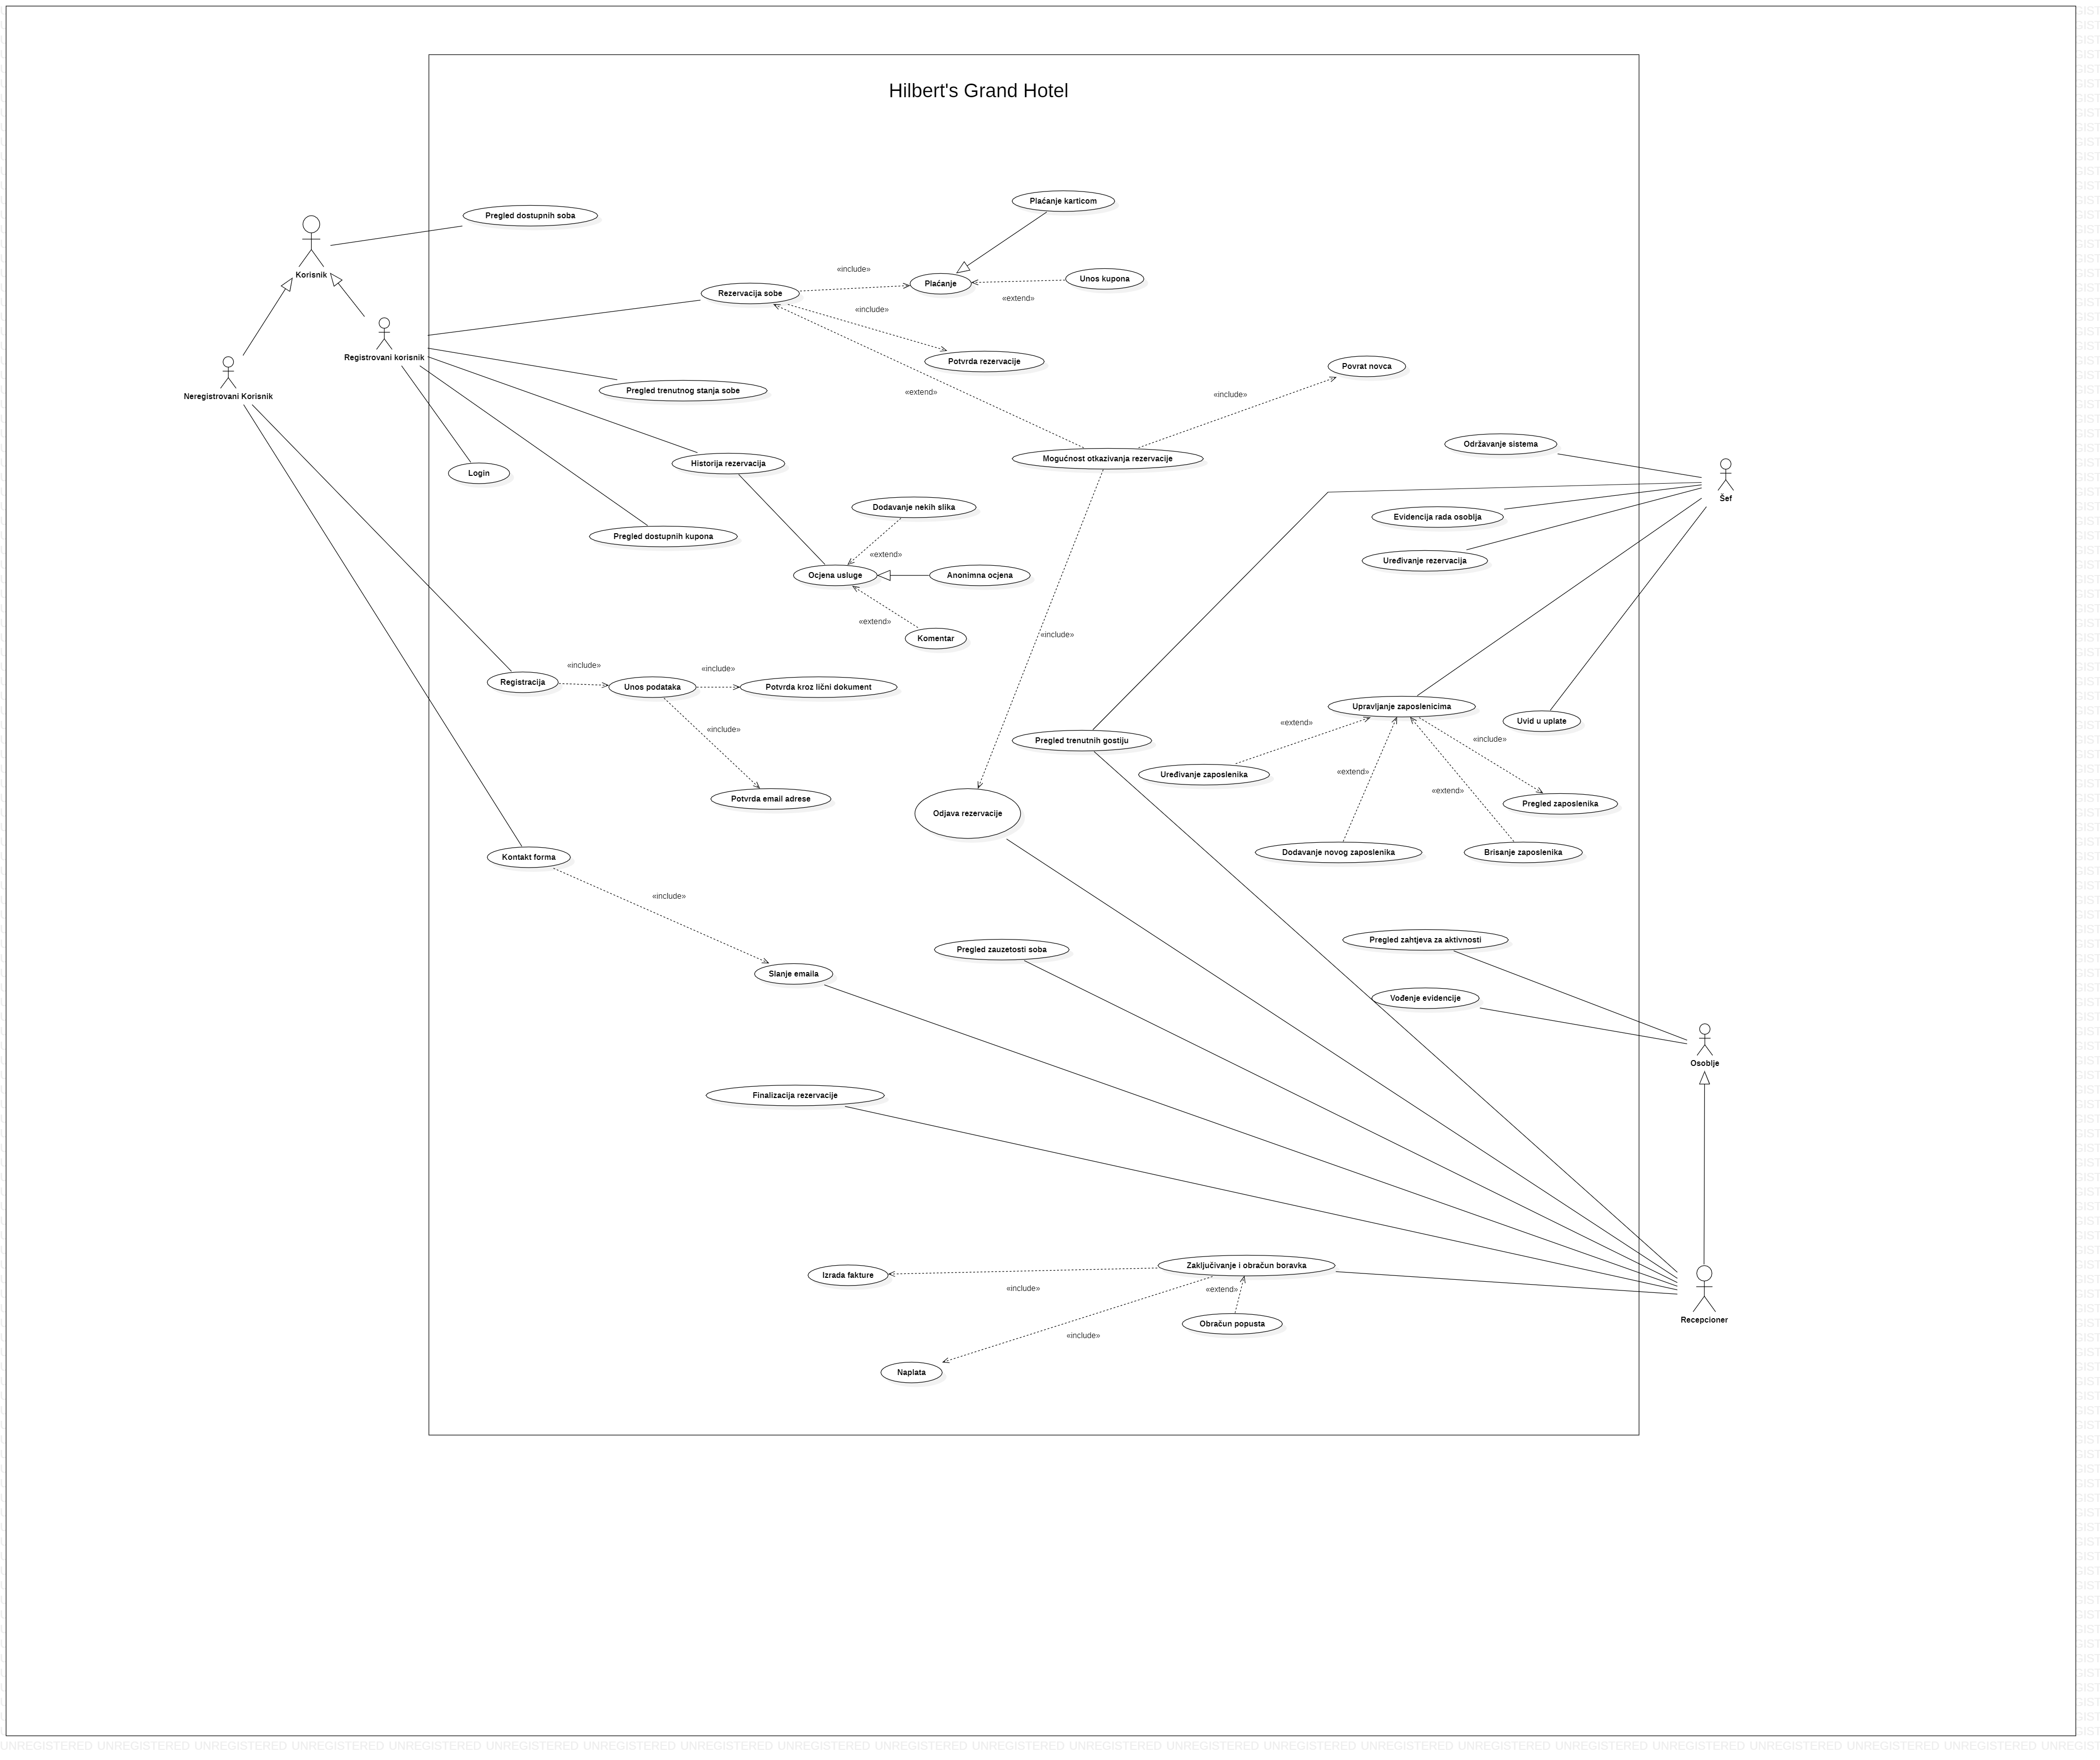 Hilbert's Grand Hotel
Plaćanje karticom
Pregled dostupnih soba
Korisnik
«include»
Plaćanje
Unos kupona
Rezervacija sobe
«extend»
«include»
Registrovani korisnik
Potvrda rezervacije
Povrat novca
Neregistrovani Korisnik
Pregled trenutnog stanja sobe
«extend»
«include»
Održavanje sistema
Mogućnost otkazivanja rezervacije
Historija rezervacija
Login
Šef
Dodavanje nekih slika
Evidencija rada osoblja
Pregled dostupnih kupona
«extend»
Uređivanje rezervacija
Ocjena usluge
Anonimna ocjena
«extend»
«include»
Komentar
«include»
«include»
Registracija
Unos podataka
Potvrda kroz lični dokument
Upravljanje zaposlenicima
Uvid u uplate
«extend»
«include»
«include»
Pregled trenutnih gostiju
Uređivanje zaposlenika
«extend»
«extend»
Potvrda email adrese
Pregled zaposlenika
Odjava rezervacije
Dodavanje novog zaposlenika
Brisanje zaposlenika
Kontakt forma
«include»
Pregled zahtjeva za aktivnosti
Pregled zauzetosti soba
Slanje emaila
Vođenje evidencije
Osoblje
Finalizacija rezervacije
Zaključivanje i obračun boravka
Izrada fakture
«include»
«extend»
Recepcioner
Obračun popusta
«include»
Naplata
UNREGISTERED UNREGISTERED UNREGISTERED UNREGISTERED UNREGISTERED UNREGISTERED UNREGISTERED UNREGISTERED UNREGISTERED UNREGISTERED UNREGISTERED UNREGISTERED UNREGISTERED UNREGISTERED UNREGISTERED UNREGISTERED UNREGISTERED UNREGISTERED UNREGISTERED UNREGISTERED UNREGISTERED